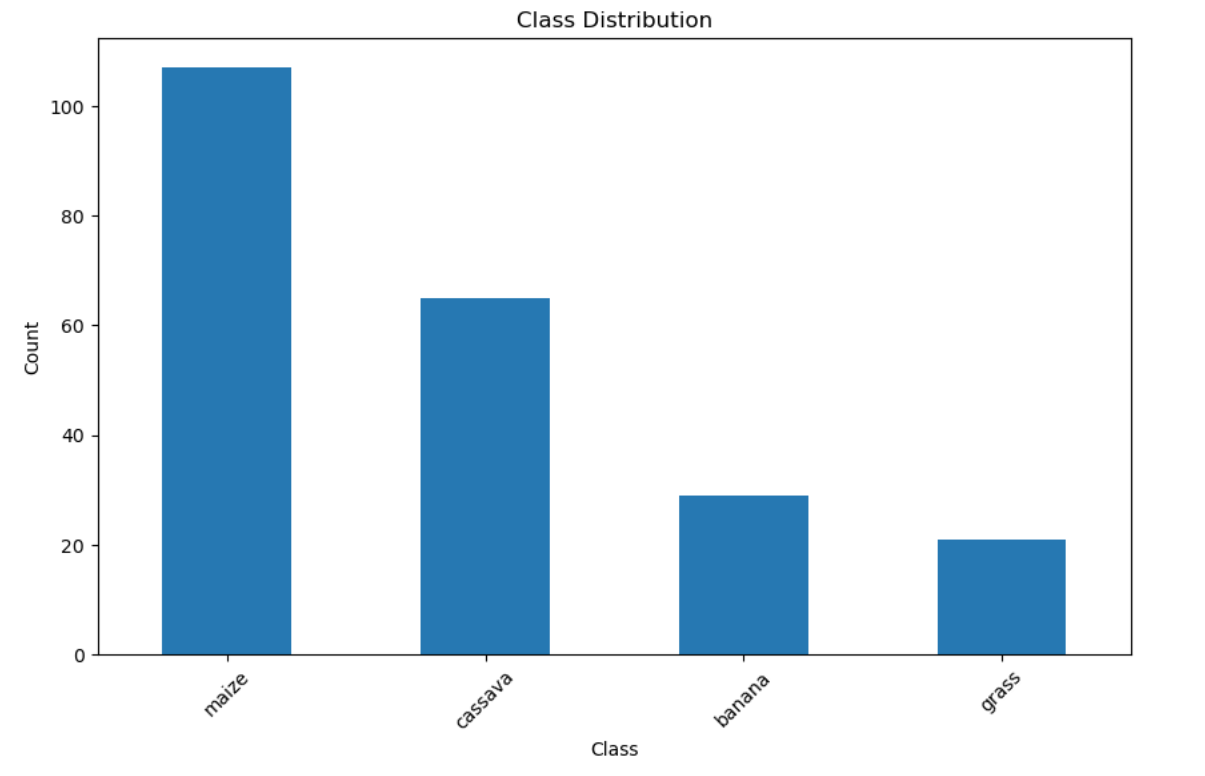 Class Distribution
100
80
60
40
20
0
Count
maize
cassava
banana
grass
Class